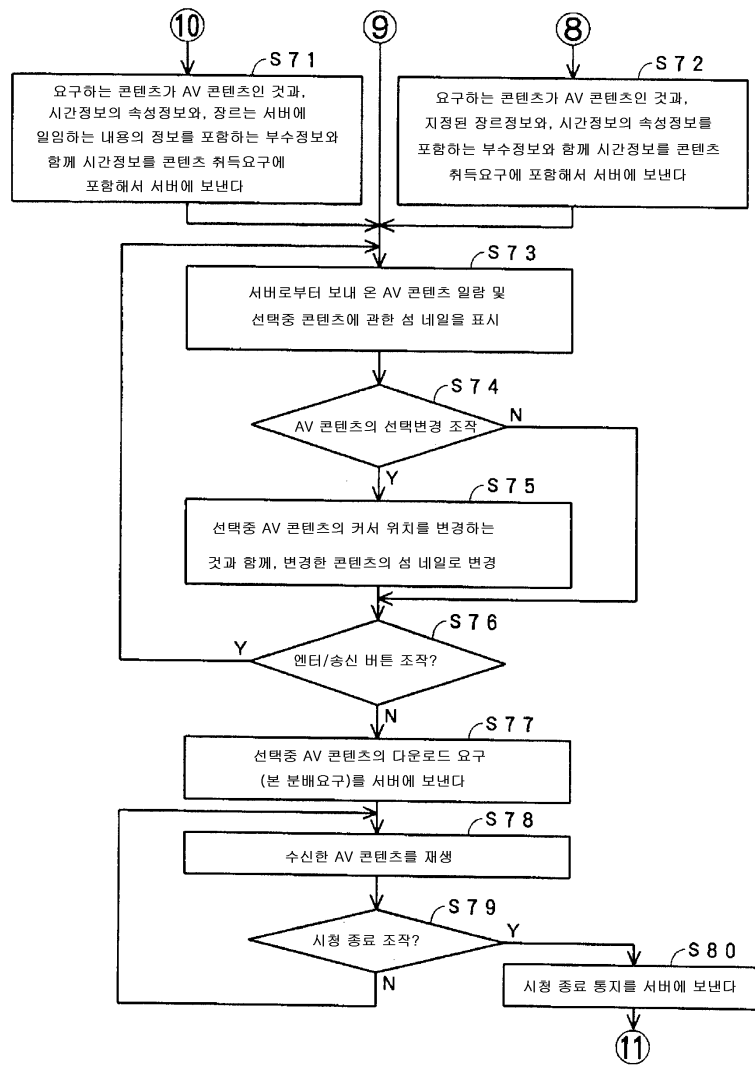 ⑩ ⑨ ⑧
S71
요구하는 콘텐츠가 AV 콘텐츠인 것과,
시간정보의 속성정보와, 장르는 서버에
일임하는 내용의 정보를 포함하는 부수정보와
함께 시간정보를 콘텐츠 취득요구에
포함해서 서버에 보낸다
S72
요구하는 콘텐츠가 AV 콘텐츠인 것과,
지정된 장르정보와, 시간정보의 속성정보를
포함하는 부수정보와 함께 시간정보를 콘텐츠
취득요구에 포함해서 서버에 보낸다
S73
서버로부터 보내 온 AV 콘텐츠 일람 및
선택중 콘텐츠에 관한 섬 네일을 표시
S74
AV 콘텐츠의 선택변경 조작
N
Y
S75
선택중 AV 콘텐츠의 커서 위치를 변경하는
것과 함께, 변경한 콘텐츠의 섬 네일로 변경
S76
Y
엔터/송신 버튼 조작?
N
S77
선택중 AV 콘텐츠의 다운로드 요구
(본 분배요구)를 서버에 보낸다
S78
수신한 AV 콘텐츠를 재생
S79
시청 종료 조작?
Y
N
S80
시청 종료 통지를 서버에 보낸다
⑪